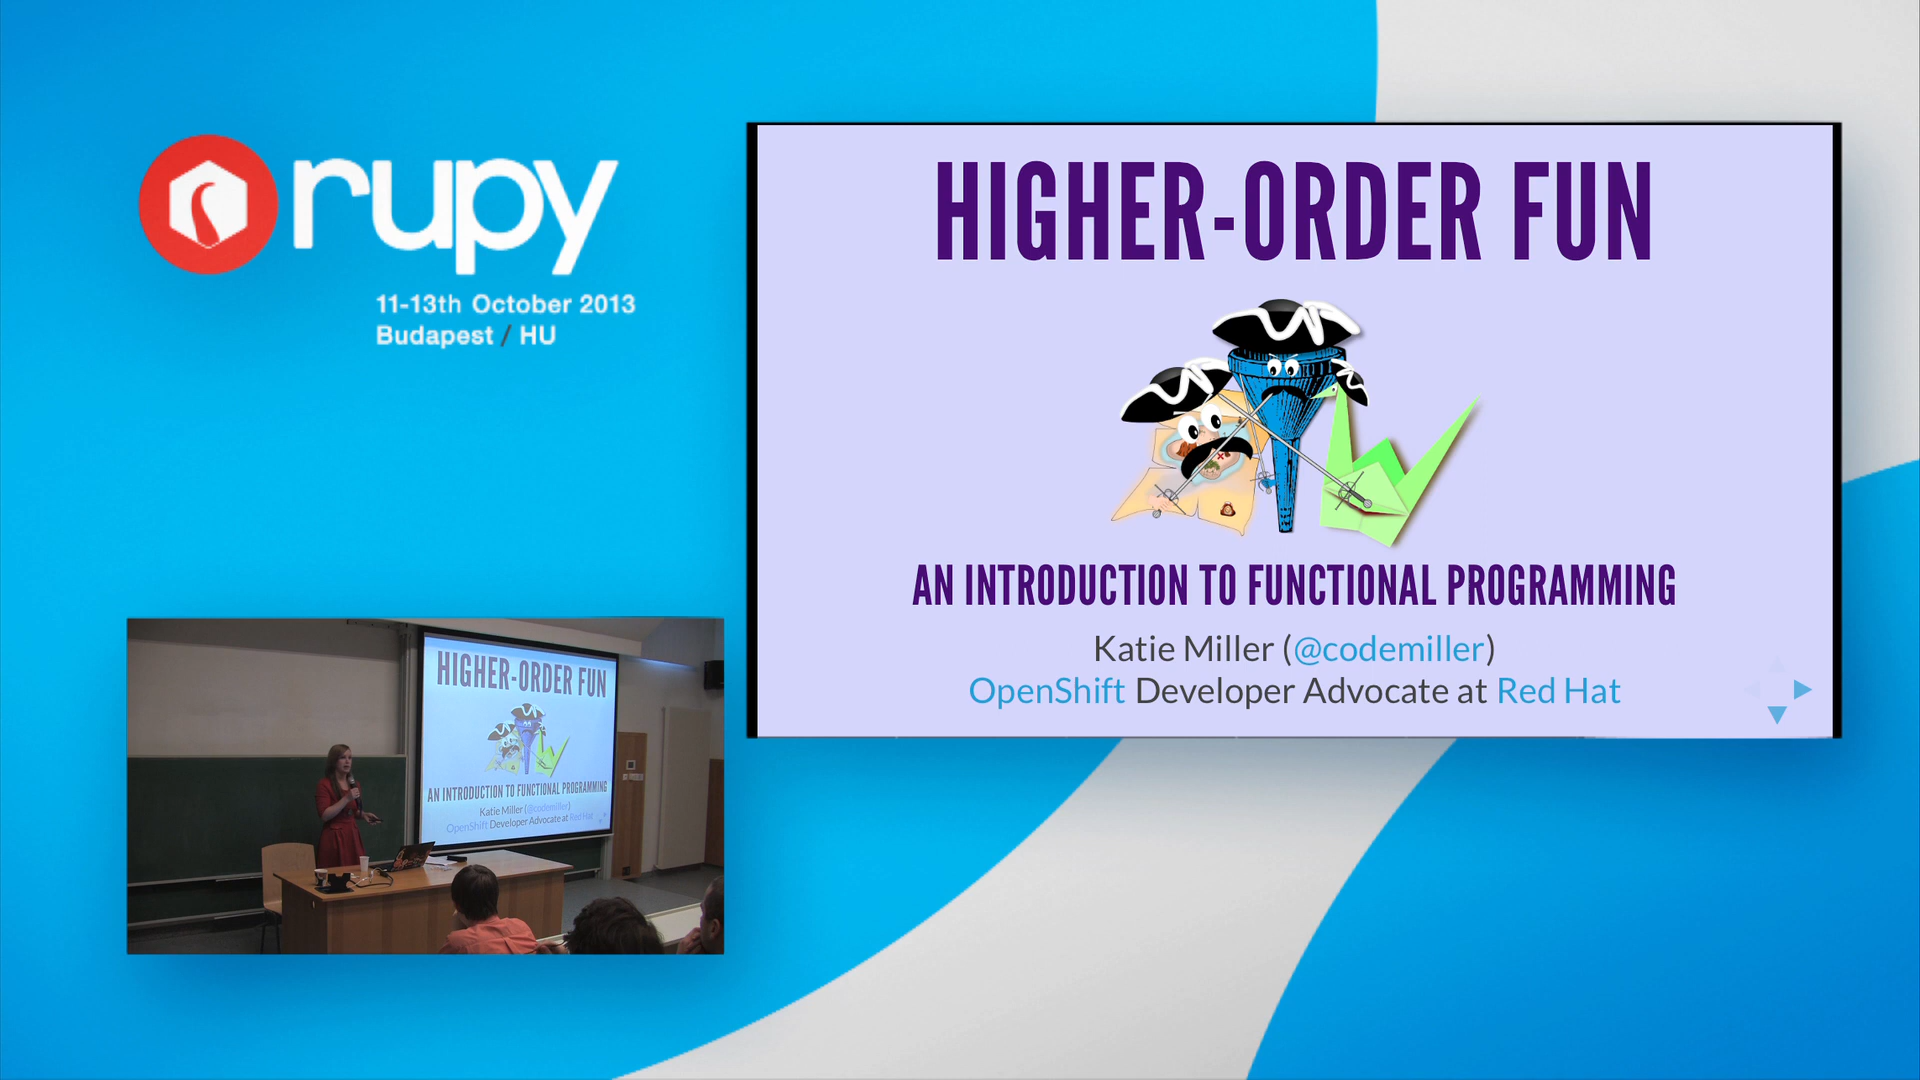 rupy
11-13th October 2013
Budapest / HU
HIGHER-ORDER FUN
AN INTRODUCTION TO FUNCTIONAL PROGRAMMING
Katie Miller (@codemiller)
OpenShift Developer Advocate at Red Hat
HIGHER-ORDER FUN
AN INTRODUCTION TO FUNCTIONAL PROGRAMMING
Katie Miller (@codemiller)
OpenShift Developer Advocate at Red Hat